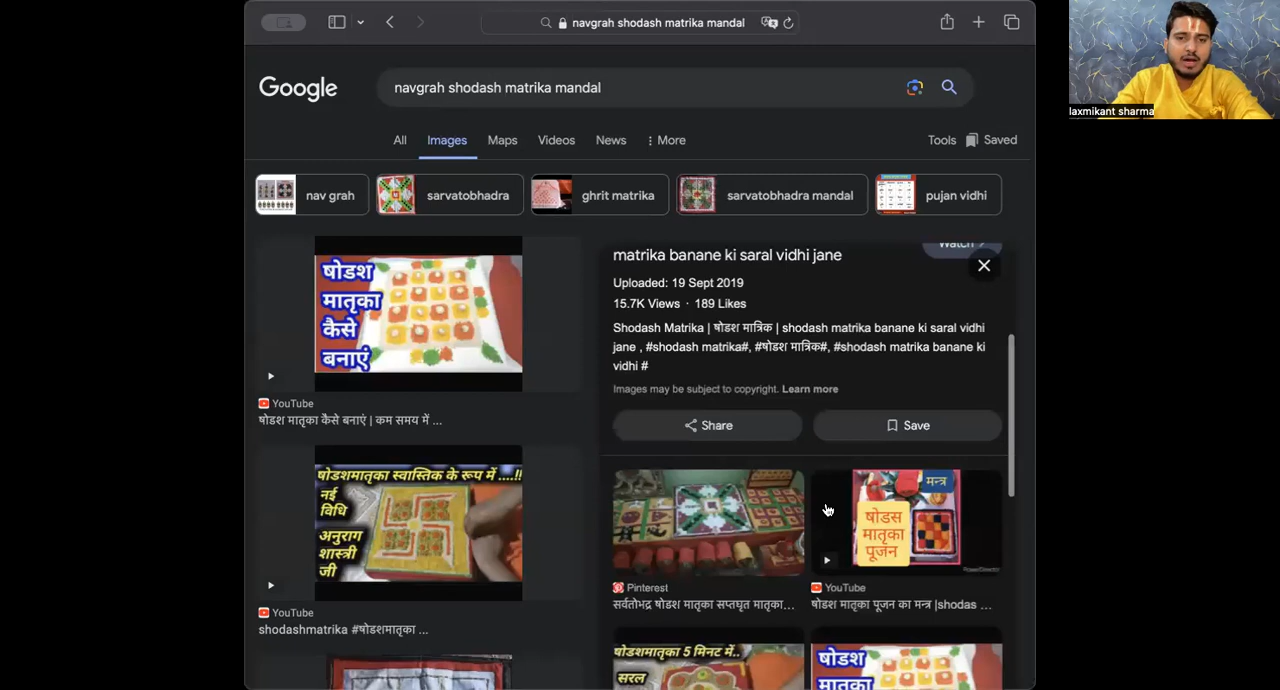 navgrah shodash matrika mandal
laxmikant sharma
Google
navgrah shodash matrika mandal
All
Images
Maps
Videos
News
More
Tools
Saved
nav grah
sarvatobhadra
ghrit matrika
sarvatobhadra mandal
pujan vidhi
षोडश
मातृका
कैसे
बनाएं
YouTube
षोडश मातृका कैसे बनाएं | कम समय में ...
षोडशमातृका स्वास्तिक के रूप में.....!!
नई
विधि
अनुराग
शास्त्री
जी
YouTube
shodashmatrika #षोडशमातृका ...
Watch
matrika banane ki saral vidhi jane
Uploaded: 19 Sept 2019
15.7K Views · 189 Likes
Shodash Matrika | षोडश मात्रिक | shodash matrika banane ki saral vidhi
jane , #shodash matrika#, #षोडश मात्रिक#, #shodash matrika banane ki
vidhi #
Images may be subject to copyright. Learn more
Share
Save
Pinterest
सर्वतोभद्र षोडश मातृका सप्तघृत मातृका...
मन्त्र
षोडस
मातृका
पूजन
PowerDirector
YouTube
षोडश मातृका पूजन का मन्त्र |shodas ...
षोडशमातृका 5 मिनट में..
सरल
षोडश
मातृका